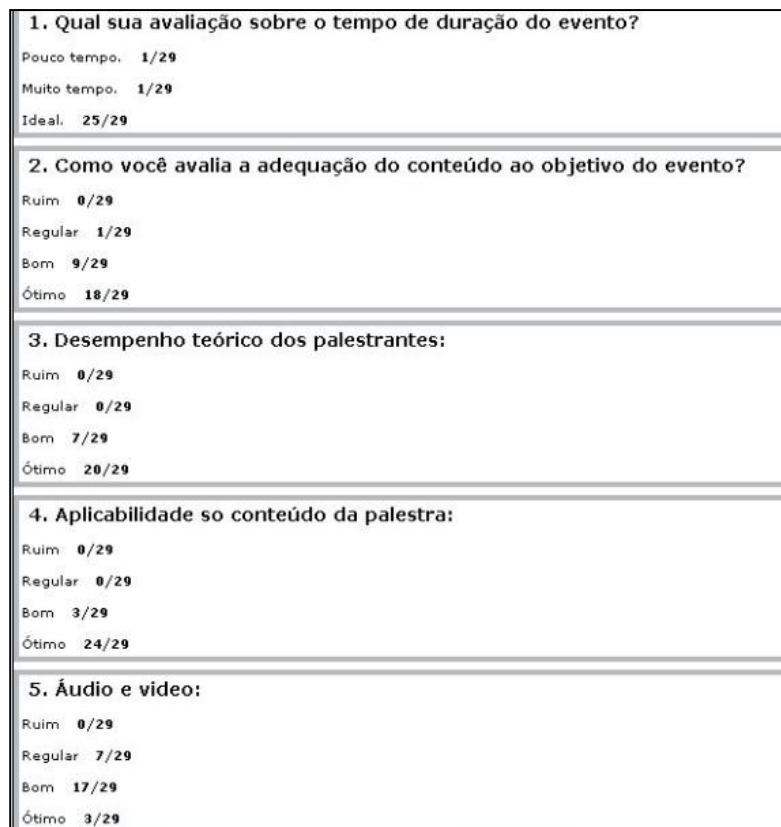 1. Qual sua avaliação sobre o tempo de duração do evento?
Pouco tempo. 1/29
Muito tempo. 1/29
Ideal. 25/29
2. Como você avalia a adequação do conteúdo ao objetivo do evento?
Ruim 0/29
Regular 1/29
Bom 9/29
Ótimo 18/29
3. Desempenho teórico dos palestrantes:
Ruim 0/29
Regular 0/29
Bom 7/29
Ótimo 20/29
4. Aplicabilidade so conteúdo da palestra:
Ruim 0/29
Regular 0/29
Bom 3/29
Ótimo 24/29
5. Áudio e video:
Ruim 0/29
Regular 7/29
Bom 17/29
Ótimo 3/29